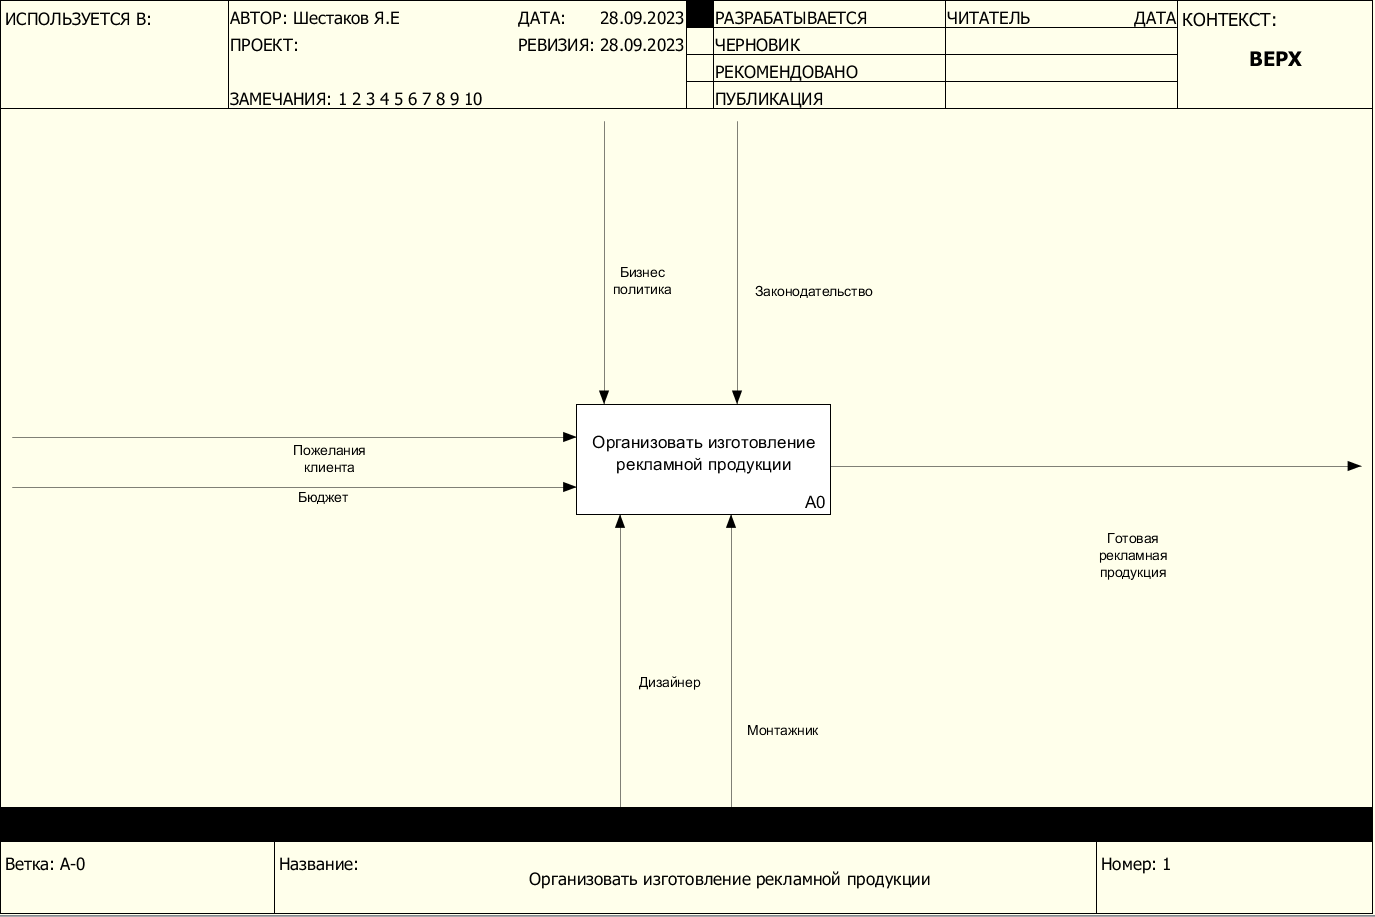 ИСПОЛЬЗУЕТСЯ В:
АВТОР: Шестаков Я.Е
ДАТА: 28.09.2023
ПРОЕКТ:
РЕВИЗИЯ: 28.09.2023
ЗАМЕЧАНИЯ: 1 2 3 4 5 6 7 8 9 10
РАЗРАБАТЫВАЕТСЯ
ЧЕРНОВИК
РЕКОМЕНДОВАНО
ПУБЛИКАЦИЯ
ЧИТАТЕЛЬ
ДАТА
КОНТЕКСТ:
ВЕРХ
Бизнес
политика
Законодательство
Пожелания
клиента
Бюджет
Организовать изготовление
рекламной продукции
A0
Готовая
рекламная
продукция
Дизайнер
Монтажник
Ветка: A-0
Название:
Организовать изготовление рекламной продукции
Номер: 1